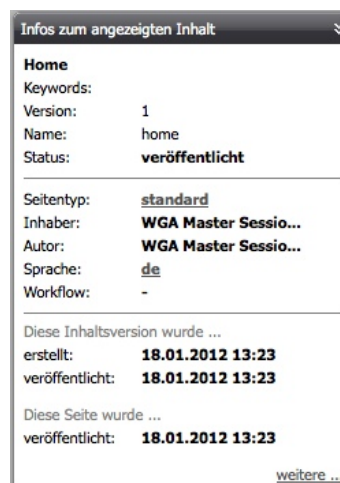 Infos zum angezeigten Inhalt
Home
Keywords:
Version: 1
Name: home
Status: veröffentlicht
Seitentyp: standard
Inhaber: WGA Master Sessio...
Autor: WGA Master Sessio...
Sprache: de
Workflow: -
Diese Inhaltsversion wurde ...
erstellt: 18.01.2012 13:23
veröffentlicht: 18.01.2012 13:23
Diese Seite wurde ...
veröffentlicht: 18.01.2012 13:23
weitere ...